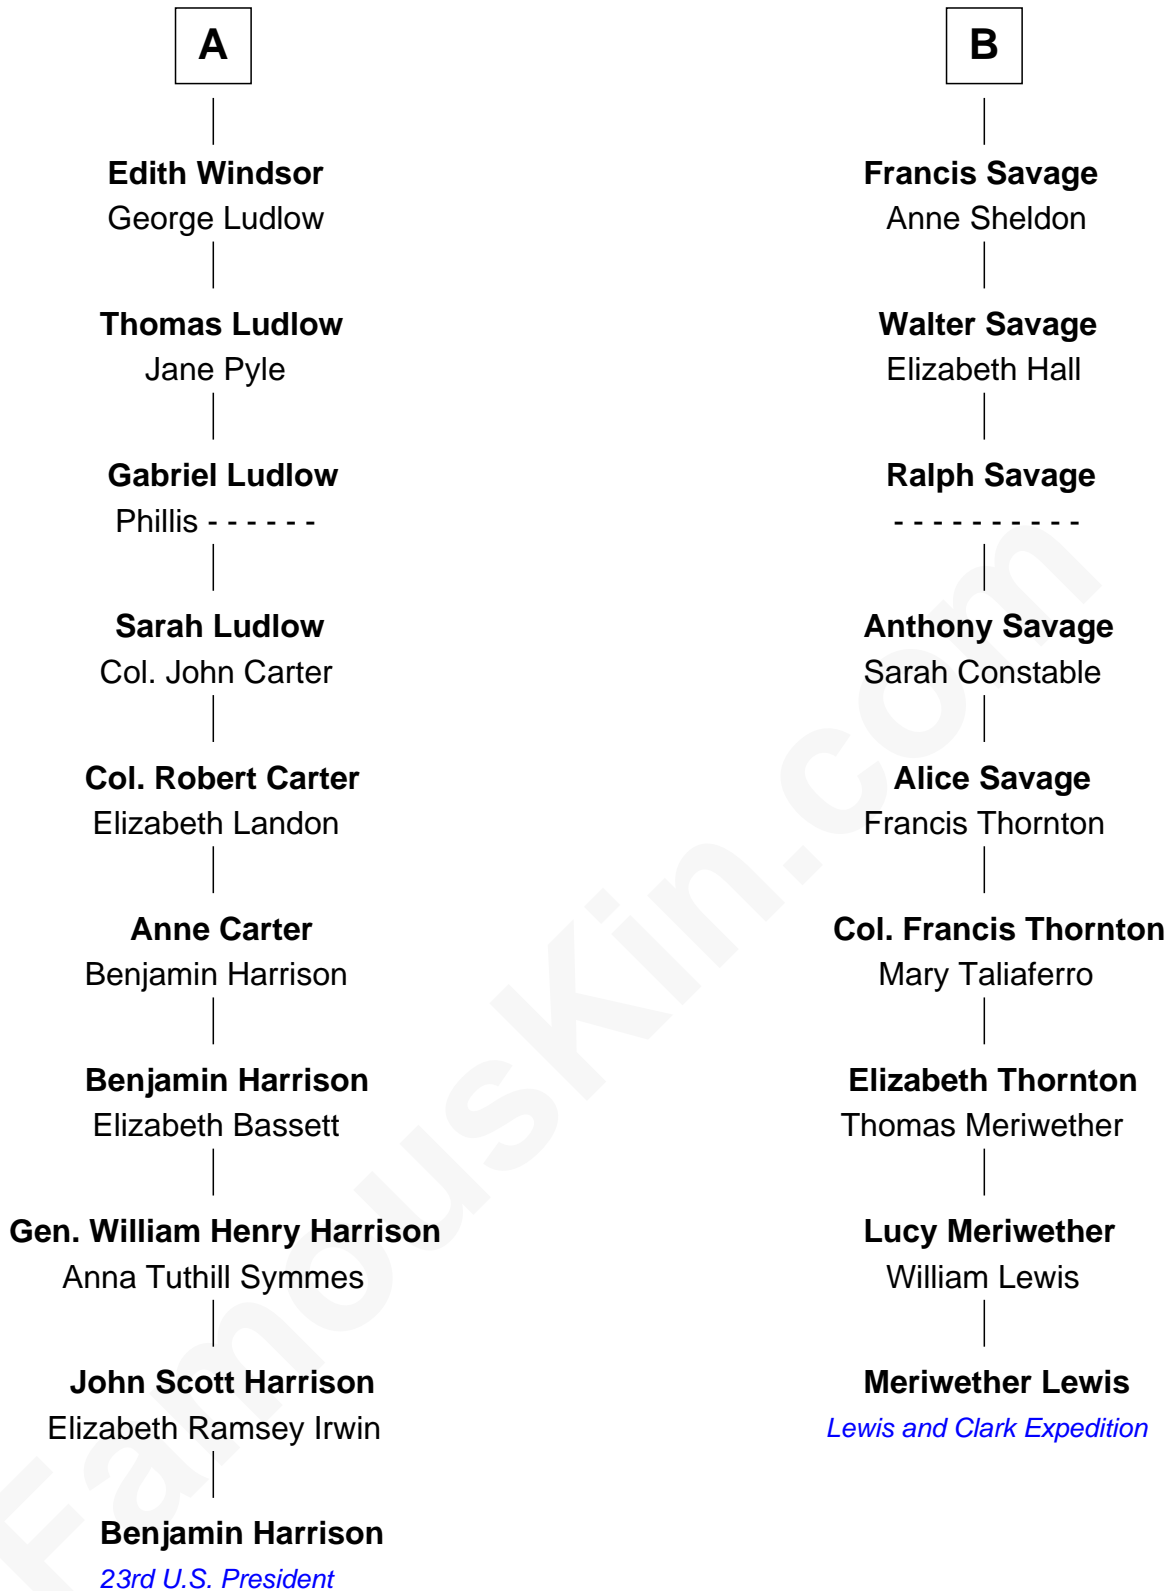 A
Edith Windsor
George Ludlow
Thomas Ludlow
Jane Pyle
Gabriel Ludlow
Phillis - - - - - -
Sarah Ludlow
Col. John Carter
Col. Robert Carter
Elizabeth Landon
Anne Carter
Benjamin Harrison
Benjamin Harrison
Elizabeth Bassett
Gen. William Henry Harrison
Anna Tuthill Symmes
John Scott Harrison
Elizabeth Ramsey Irwin
Benjamin Harrison
23rd U.S. President
B
Francis Savage
Anne Sheldon
Walter Savage
Elizabeth Hall
Ralph Savage
- - - - - - - - - -
Anthony Savage
Sarah Constable
Alice Savage
Francis Thornton
Col. Francis Thornton
Mary Taliaferro
Elizabeth Thornton
Thomas Meriwether
Lucy Meriwether
William Lewis
Meriwether Lewis
Lewis and Clark Expedition
FamousKin.com